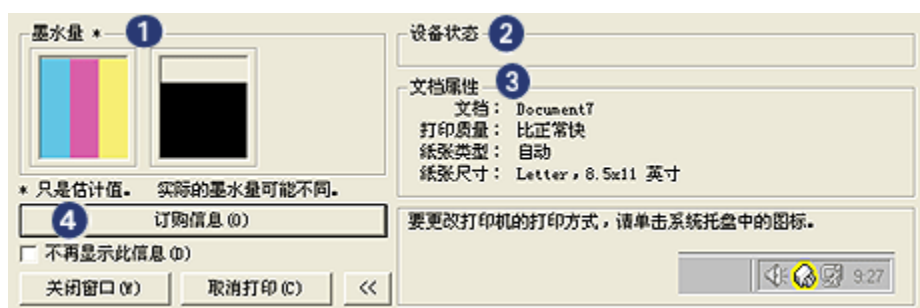 墨水量 * 1
* 只是估计值。 实际的墨水量可能不同。
4 订购信息(O)
不再显示此信息(D)
关闭窗口(W) 取消打印(C) <<
设备状态 2
文档属性 3
文档: Document7
打印质量: 比正常快
纸张类型: 自动
纸张尺寸: Letter,8.5x11 英寸
要更改打印机的打印方式,请单击系统托盘中的图标。
9:27